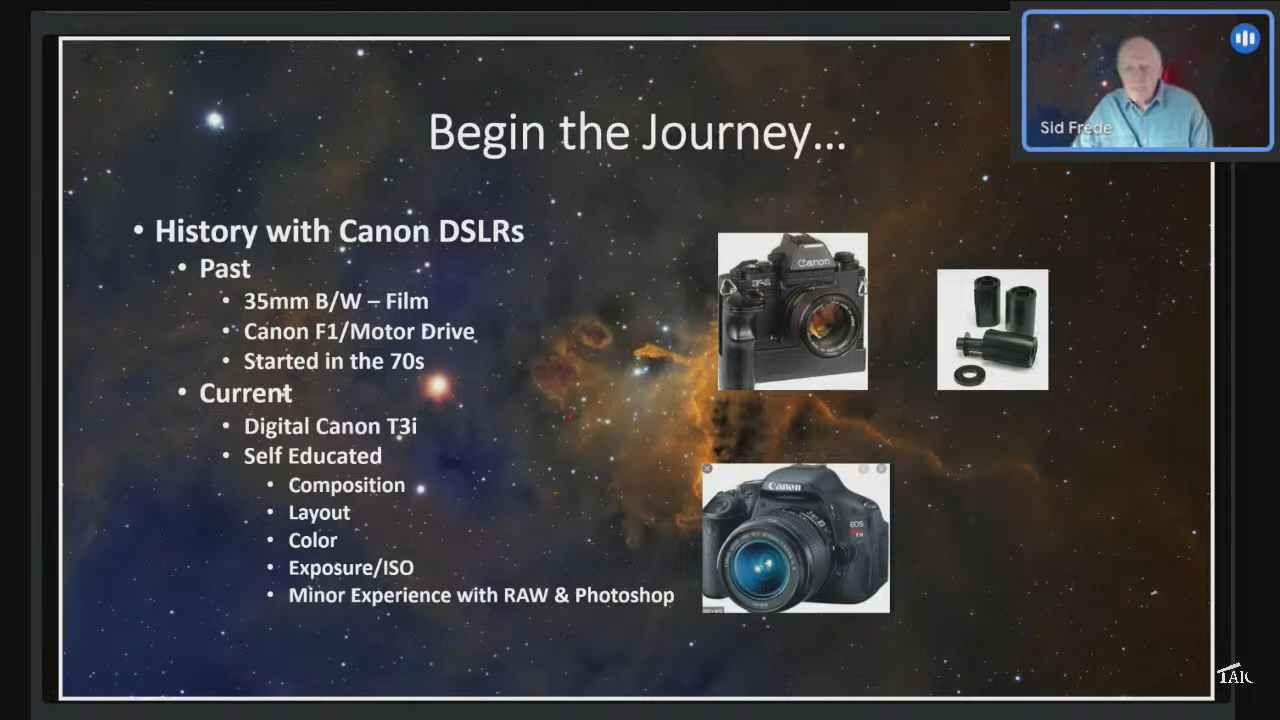 Begin the Journey…
Sid Frede
• History with Canon DSLRs
• Past
• 35mm B/W – Film
• Canon F1/Motor Drive
• Started in the 70s
• Current
• Digital Canon T3i
• Self Educated
• Composition
• Layout
• Color
• Exposure/ISO
• Minor Experience with RAW & Photoshop
Canon
F-1
Canon
EOS
TAIC